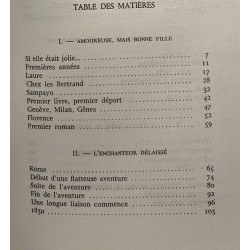 TABLE DES MATIÈRES
I. — AMOUREUSE, MAIS BONNE FILLE
Si elle était jolie... 7
Premières années 11
Laure 17
Chez les Bertrand 28
Sampayu 33
Premier livre, premier départ 42
Genève, Milan, Gênes 47
Florence 52
Premier roman 59
II. — L'ENCHANTEUR DÉLAISSÉ
Rome 65
Début d'une flatteuse aventure 74
Suite de l'aventure 80
Fin de l'aventure 92
Une longue liaison commence 96
1830 103